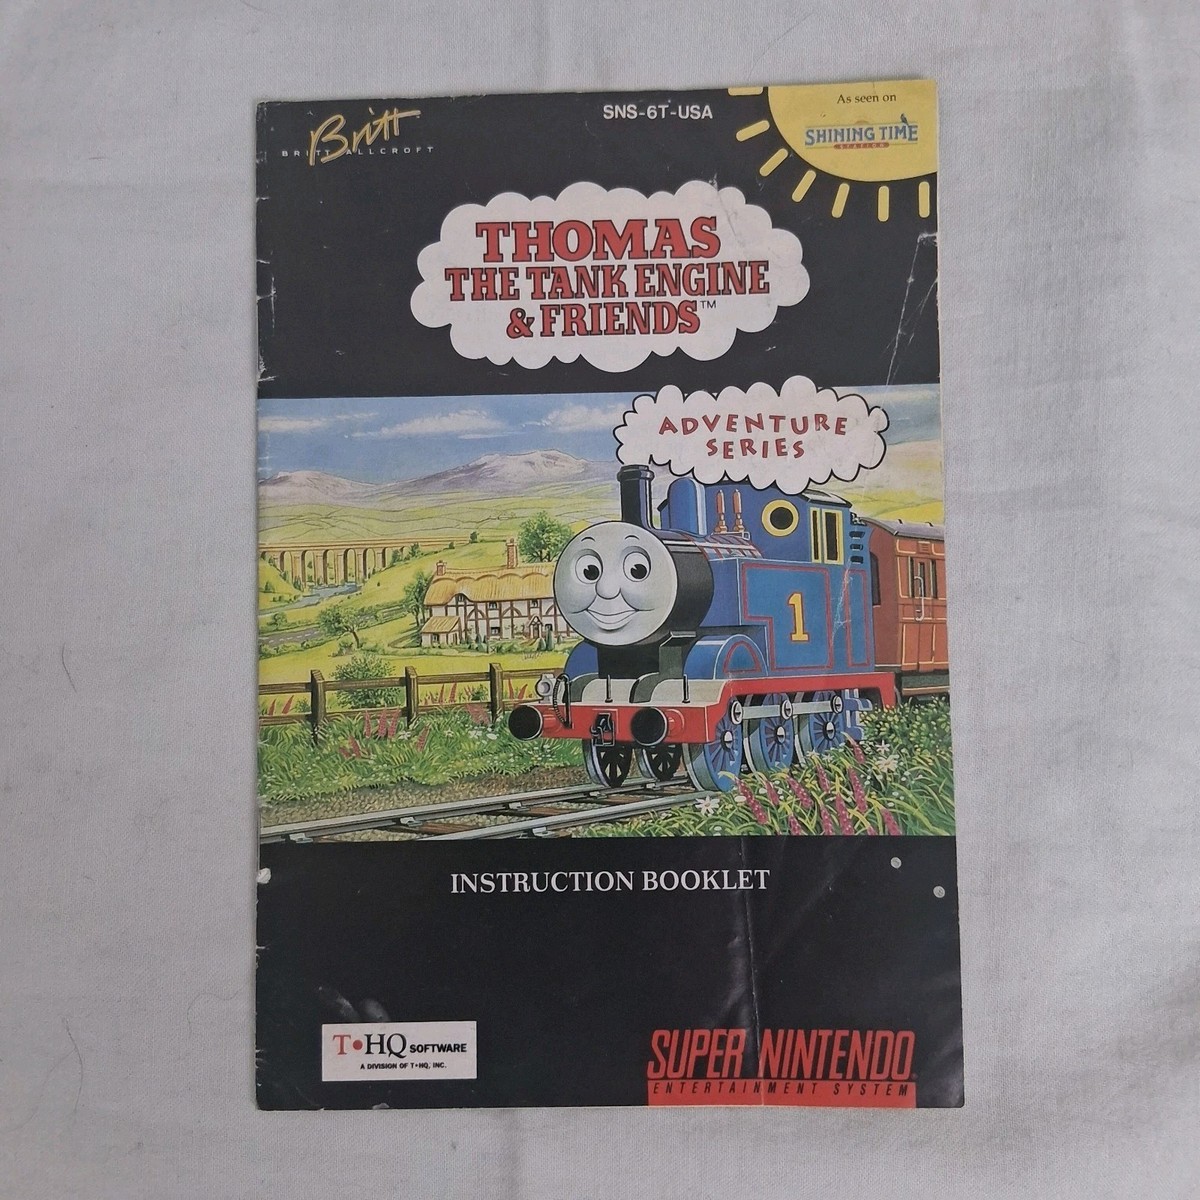 Britt
BRITT ALLCROFT
SNS-6T-USA
As seen on
SHINING TIME
STATION
THOMAS
THE TANK ENGINE
& FRIENDS™
ADVENTURE
SERIES
1
INSTRUCTION BOOKLET
T•HQ SOFTWARE
A DIVISION OF T•HQ, INC.
SUPER NINTENDO®
ENTERTAINMENT SYSTEM